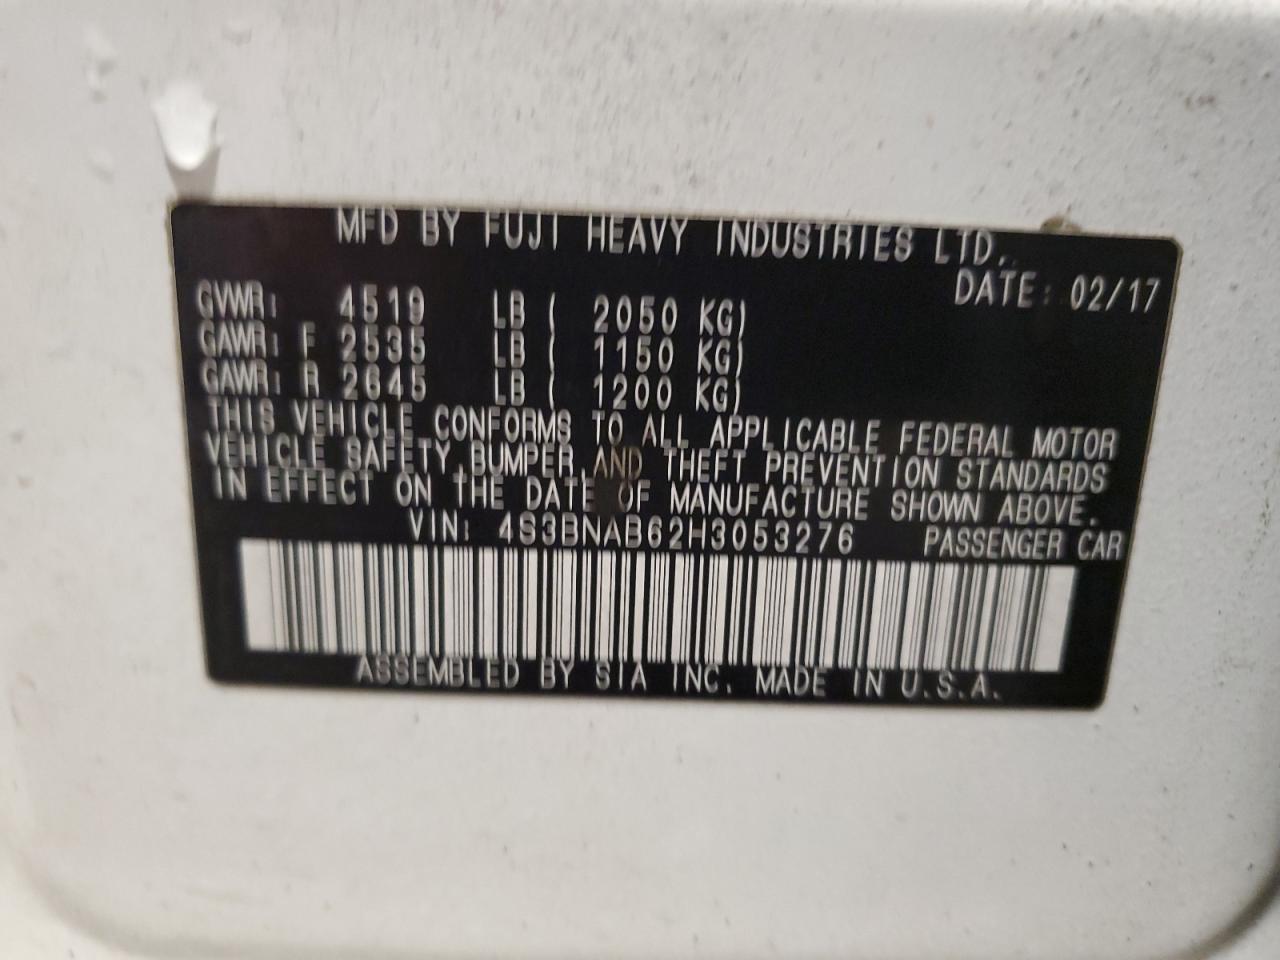 MFD BY FUJI HEAVY INDUSTRIES LTD.
DATE: 02/17
GVWR: 4519 LB ( 2050 KG)
GAWR: F 2535 LB ( 1150 KG)
GAWR: R 2645 LB ( 1200 KG)
THIS VEHICLE CONFORMS TO ALL APPLICABLE FEDERAL MOTOR
VEHICLE SAFETY,BUMPER,AND THEFT PREVENTION STANDARDS
IN EFFECT ON THE DATE OF MANUFACTURE SHOWN ABOVE.
VIN: 4S3BNAB62H3053276 PASSENGER CAR
ASSEMBLED BY SIA INC. MADE IN U.S.A.